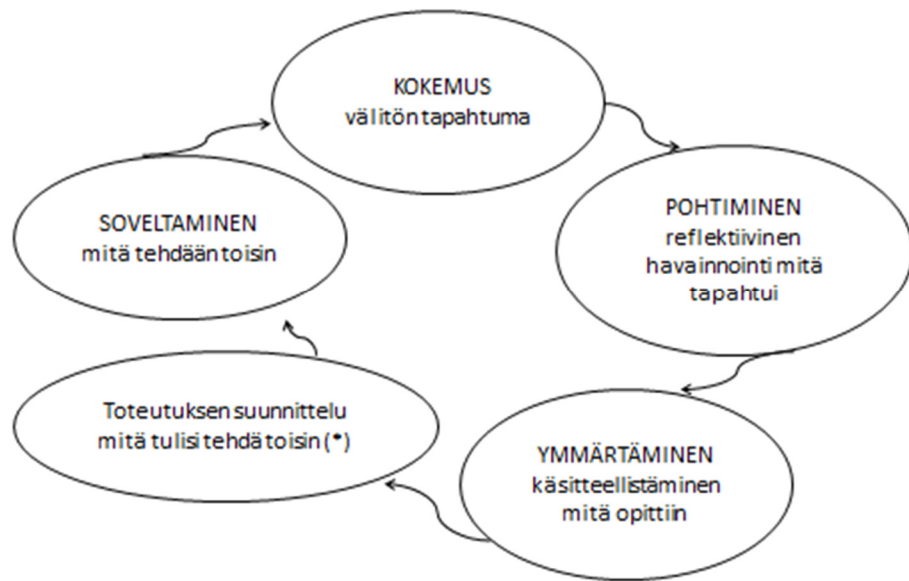 KOKEMUS
välitön tapahtuma
POHTIMINEN
reflektiivinen
havainnointi mitä
tapahtui
YMMÄRTÄMINEN
käsitteellistäminen
mitä opittiin
Toteutuksen suunnittelu
mitä tulisi tehdä toisin (*)
SOVELTAMINEN
mitä tehdään toisin